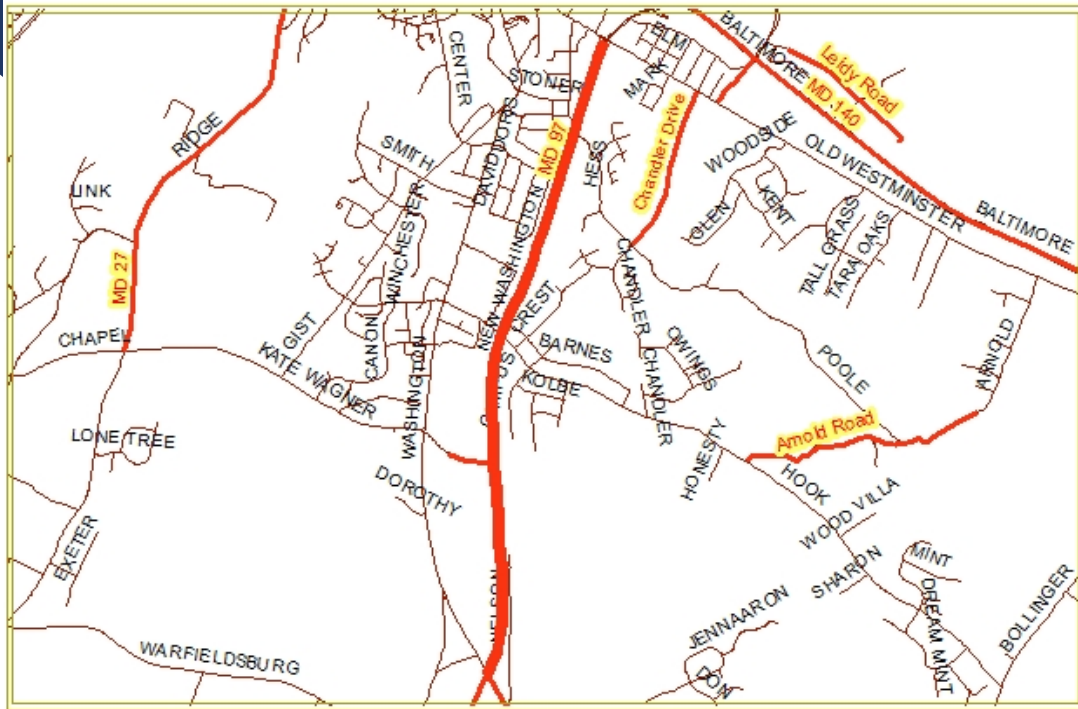 BALTIMORE
ELM
CENTER
Leidy Road
STONER
MARK
MD 140
MD 97
RIDGE
SMITH
HESS
Chandler Drive
WOODSIDE
OLD WESTMINSTER
LINK
WINCHESTER
NEW WASHINGTON
GLEN
KENT
TALL GRASS
TARA OAKS
BALTIMORE
MD 27
CHANDLER
CREST
CHAPEL
GIST
CANON
KATE WAGNER
WASHINGTON
BARNES
KOLBE
CHANDLER
OWINGS
POOLE
ARNOLD
LONE TREE
Arnold Road
DOROTHY
HONESTY
HOOK
WOOD VILLA
EXETER
NELSON
SHARON
MINT
DREAM MINT
BOLLINGER
JENNAARON
DON
WARFIELDSBURG